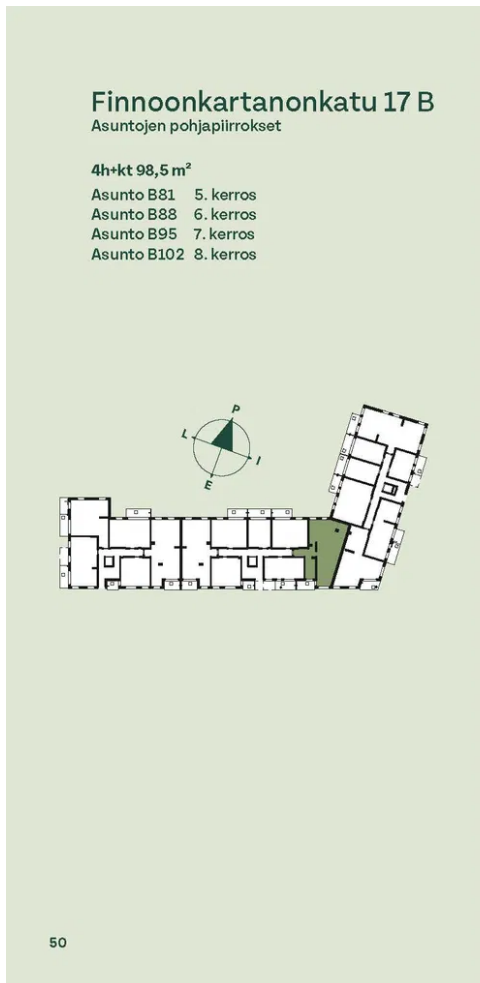 Finnoonkartanonkatu 17 B
Asuntojen pohjapiirrokset
4h+kt 98,5 m²
Asunto B81 5. kerros
Asunto B88 6. kerros
Asunto B95 7. kerros
Asunto B102 8. kerros
P
L
I
E
50